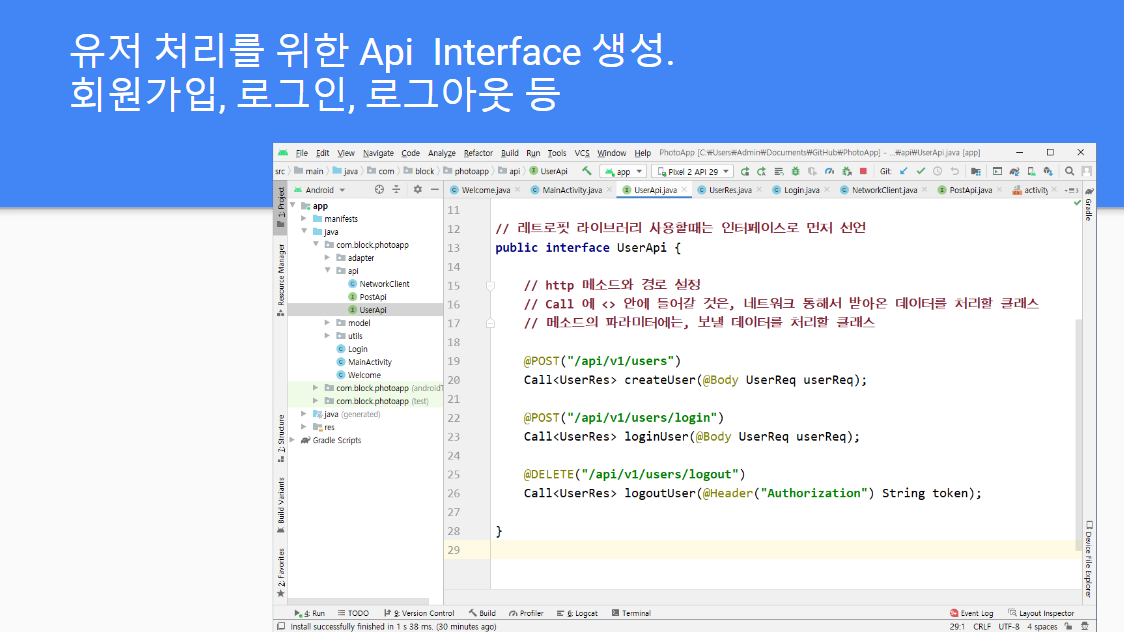 유저 처리를 위한 Api Interface 생성.
회원가입, 로그인, 로그아웃 등
File Edit View Navigate Code Analyze Refactor Build Run Tools VCS Window Help PhotoApp [C:₩Users₩Admin₩Documents₩GitHub₩PhotoApp] - ...₩api₩UserApi.java [app]
src main java com block photoapp api UserApi app Pixel 2 API 29 Git:
Android
Welcome.java MainActivity.java UserApi.java UserRes.java Login.java NetworkClient.java PostApi.java activity
1: Project
Resource Manager
7: Structure
Build Variants
2: Favorites
app
manifests
java
com.block.photoapp
adapter
api
NetworkClient
PostApi
UserApi
model
utils
Login
MainActivity
Welcome
com.block.photoapp (android
com.block.photoapp (test)
java (generated)
res
Gradle Scripts
11
12 // 레트로핏 라이브러리 사용할때는 인터페이스로 먼저 선언
13 public interface UserApi {
14
15 // http 메소드와 경로 설정
16 // Call 에 <> 안에 들어갈 것은, 네트워크 통해서 받아온 데이터를 처리할 클래스
17 // 메소드의 파라미터에는, 보낼 데이터를 처리할 클래스
18
19 @POST("/api/v1/users")
20 Call<UserRes> createUser(@Body UserReq userReq);
21
22 @POST("/api/v1/users/login")
23 Call<UserRes> loginUser(@Body UserReq userReq);
24
25 @DELETE("/api/v1/users/logout")
26 Call<UserRes> logoutUser(@Header("Authorization") String token);
27
28 }
29
Gradle
Device File Explorer
4: Run TODO 9: Version Control Build Profiler 6: Logcat Terminal Event Log Layout Inspector
Install successfully finished in 1 s 38 ms. (30 minutes ago) 29:1 CRLF UTF-8 4 spaces